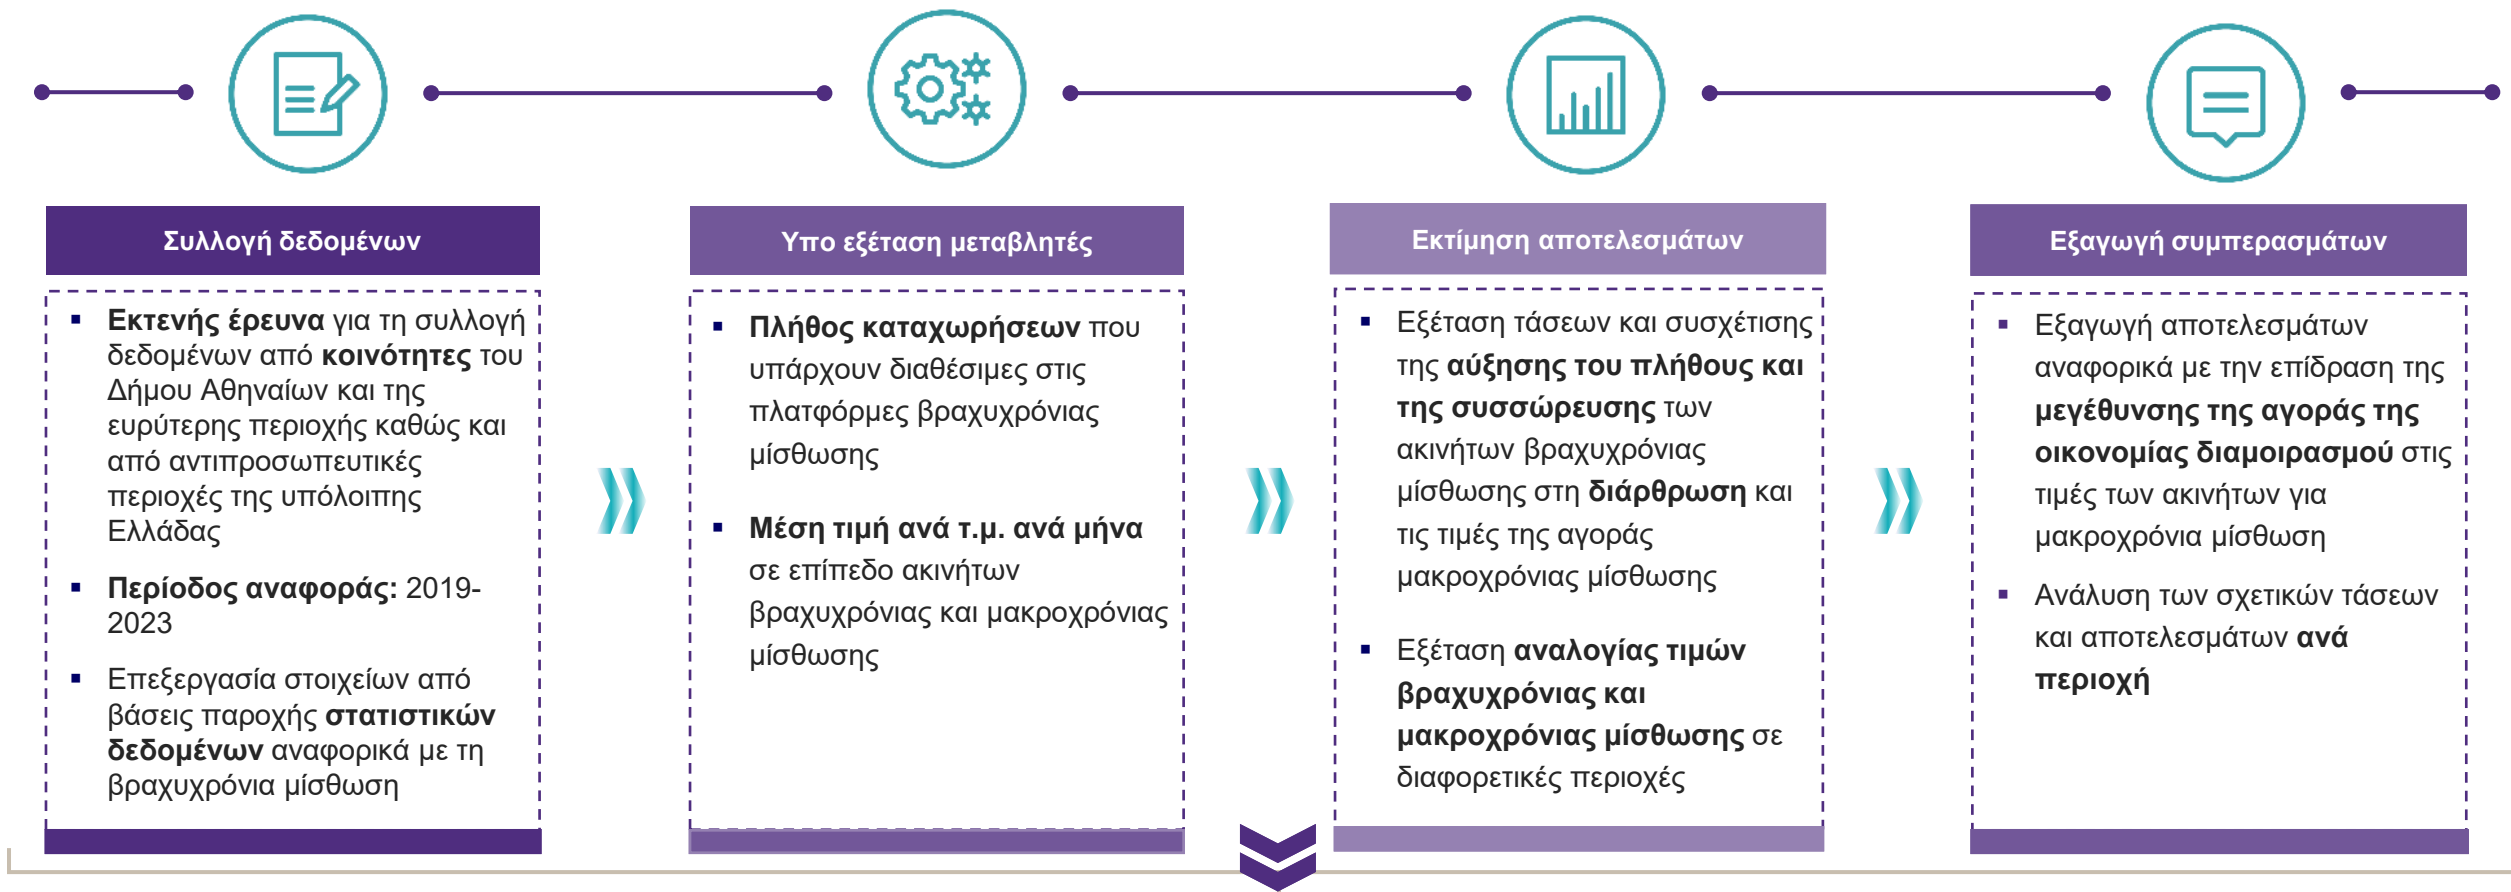 Συλλογή δεδομένων
Εκτενής έρευνα για τη συλλογή
δεδομένων από κοινότητες του
Δήμου Αθηναίων και της
ευρύτερης περιοχής καθώς και
από αντιπροσωπευτικές
περιοχές της υπόλοιπης
Ελλάδας
Περίοδος αναφοράς: 2019-
2023
Επεξεργασία στοιχείων από
βάσεις παροχής στατιστικών
δεδομένων αναφορικά με τη
βραχυχρόνια μίσθωση
Υπο εξέταση μεταβλητές
Πλήθος καταχωρήσεων που
υπάρχουν διαθέσιμες στις
πλατφόρμες βραχυχρόνιας
μίσθωσης
Μέση τιμή ανά τ.μ. ανά μήνα
σε επίπεδο ακινήτων
βραχυχρόνιας και μακροχρόνιας
μίσθωσης
Εκτίμηση αποτελεσμάτων
Εξέταση τάσεων και συσχέτισης
της αύξησης του πλήθους και
της συσσώρευσης των
ακινήτων βραχυχρόνιας
μίσθωσης στη διάρθρωση και
τις τιμές της αγοράς
μακροχρόνιας μίσθωσης
Εξέταση αναλογίας τιμών
βραχυχρόνιας και
μακροχρόνιας μίσθωσης σε
διαφορετικές περιοχές
Εξαγωγή συμπερασμάτων
Εξαγωγή αποτελεσμάτων
αναφορικά με την επίδραση της
μεγέθυνσης της αγοράς της
οικονομίας διαμοιρασμού στις
τιμές των ακινήτων για
μακροχρόνια μίσθωση
Ανάλυση των σχετικών τάσεων
και αποτελεσμάτων ανά
περιοχή